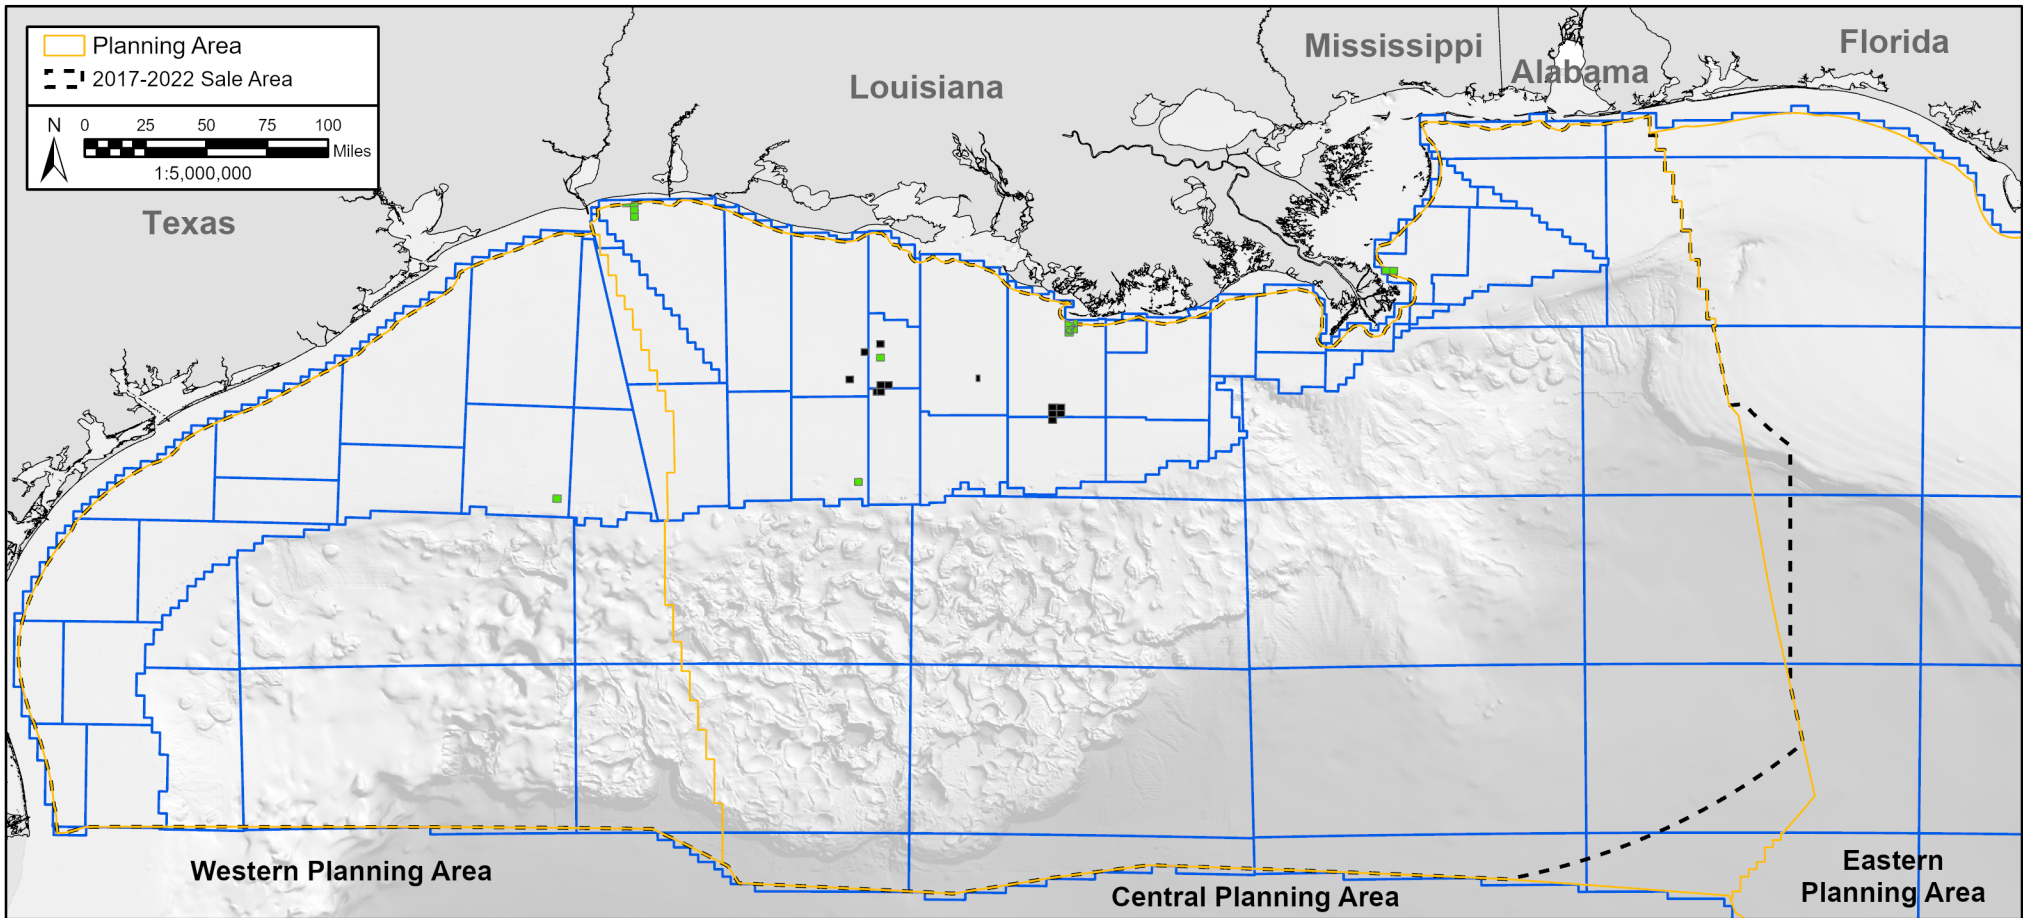 Planning Area
2017-2022 Sale Area
N
0 25 50 75 100
Miles
1:5,000,000
Texas
Louisiana
Mississippi
Alabama
Florida
Western Planning Area
Central Planning Area
Eastern
Planning Area